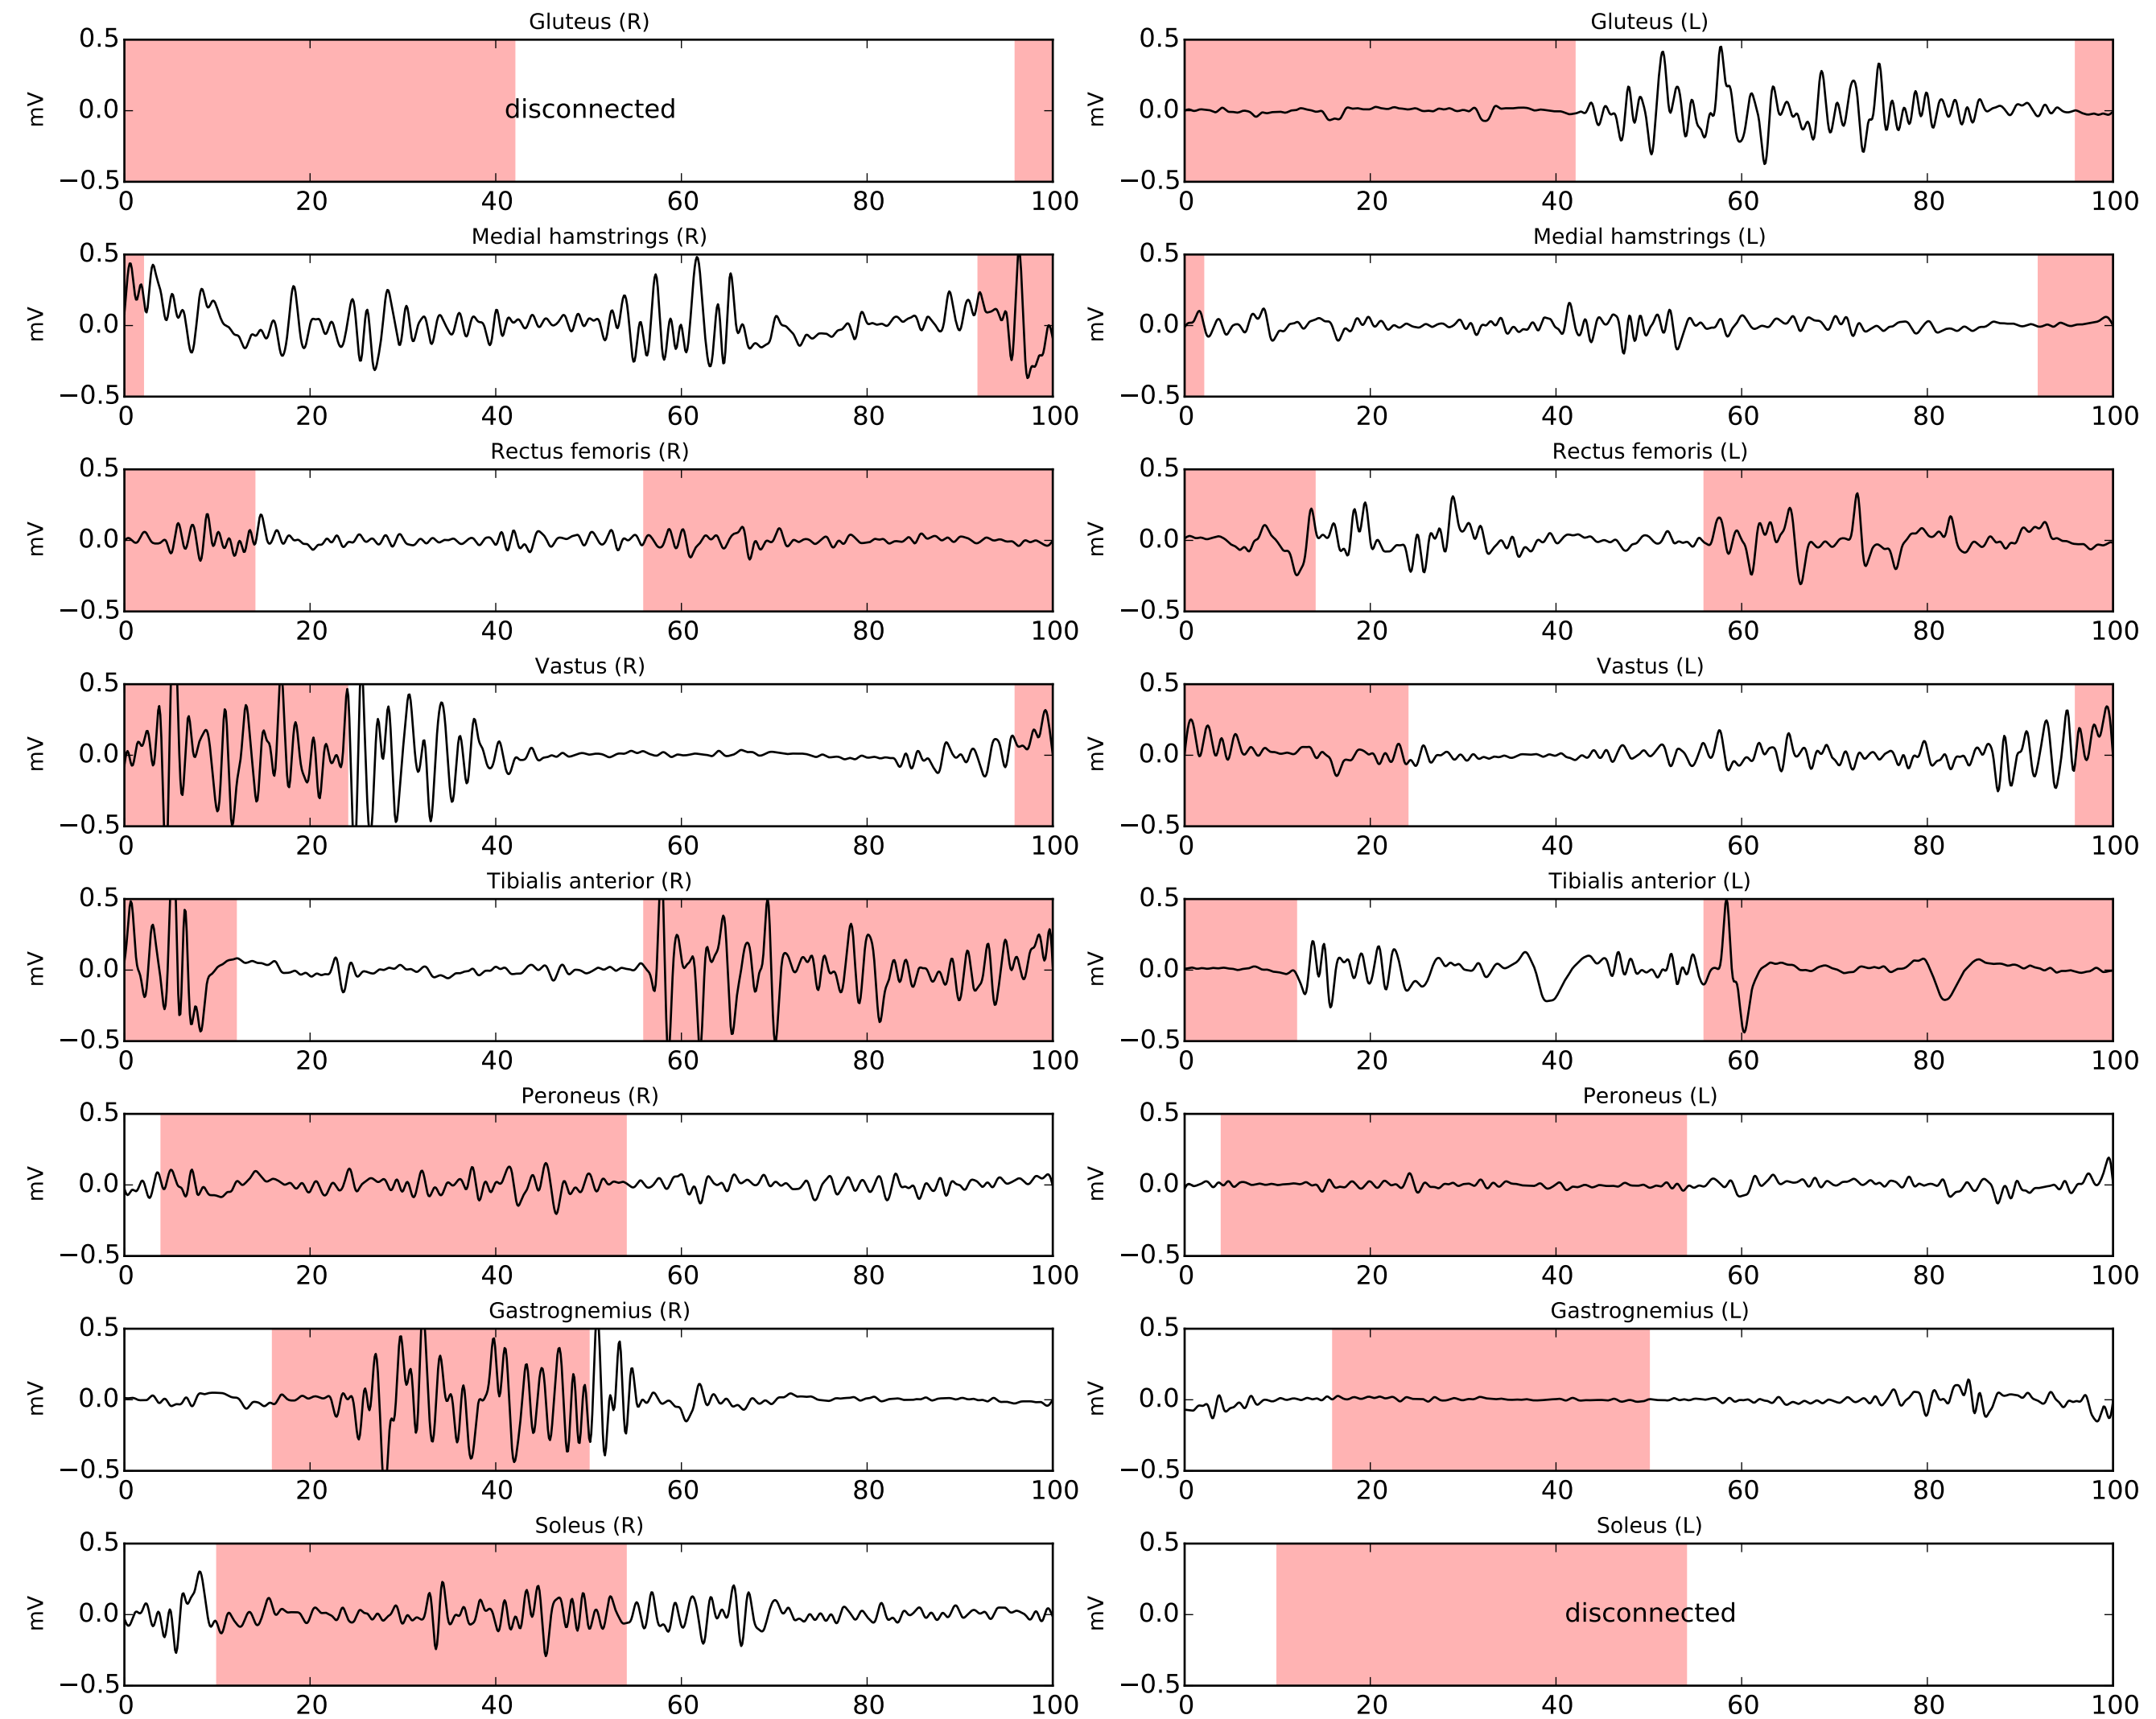 Gluteus (R)
mV
0.5
0.0
−0.5
disconnected
0 20 40 60 80 100
Gluteus (L)
mV
0.5
0.0
−0.5
0 20 40 60 80 100
Medial hamstrings (R)
mV
0.5
0.0
−0.5
0 20 40 60 80 100
Medial hamstrings (L)
mV
0.5
0.0
−0.5
0 20 40 60 80 100
Rectus femoris (R)
mV
0.5
0.0
−0.5
0 20 40 60 80 100
Rectus femoris (L)
mV
0.5
0.0
−0.5
0 20 40 60 80 100
Vastus (R)
mV
0.5
0.0
−0.5
0 20 40 60 80 100
Vastus (L)
mV
0.5
0.0
−0.5
0 20 40 60 80 100
Tibialis anterior (R)
mV
0.5
0.0
−0.5
0 20 40 60 80 100
Tibialis anterior (L)
mV
0.5
0.0
−0.5
0 20 40 60 80 100
Peroneus (R)
mV
0.5
0.0
−0.5
0 20 40 60 80 100
Peroneus (L)
mV
0.5
0.0
−0.5
0 20 40 60 80 100
Gastrognemius (R)
mV
0.5
0.0
−0.5
0 20 40 60 80 100
Gastrognemius (L)
mV
0.5
0.0
−0.5
0 20 40 60 80 100
Soleus (R)
mV
0.5
0.0
−0.5
0 20 40 60 80 100
Soleus (L)
mV
0.5
0.0
−0.5
disconnected
0 20 40 60 80 100